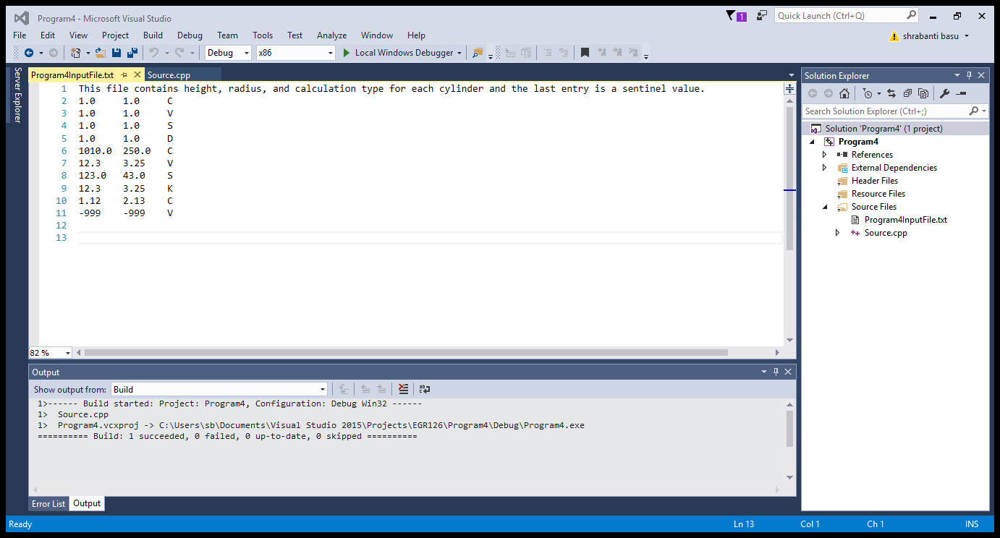 Program4 - Microsoft Visual Studio
1
Quick Launch (Ctrl+Q)
File Edit View Project Build Debug Team Tools Test Analyze Window Help
shrabanti basu
Debug x86 Local Windows Debugger
Server Explorer
Program4InputFile.txt Source.cpp
1 This file contains height, radius, and calculation type for each cylinder and the last entry is a sentinel value.
2 1.0 1.0 C
3 1.0 1.0 V
4 1.0 1.0 S
5 1.0 1.0 D
6 1010.0 250.0 C
7 12.3 3.25 V
8 123.0 43.0 S
9 12.3 3.25 K
10 1.12 2.13 C
11 -999 -999 V
12
13
82 %
Solution Explorer
Search Solution Explorer (Ctrl+;)
Solution 'Program4' (1 project)
Program4
References
External Dependencies
Header Files
Resource Files
Source Files
Program4InputFile.txt
Source.cpp
Output
Show output from: Build
1>------ Build started: Project: Program4, Configuration: Debug Win32 ------
1> Source.cpp
1> Program4.vcxproj -> C:\Users\sb\Documents\Visual Studio 2015\Projects\EGR126\Program4\Debug\Program4.exe
========== Build: 1 succeeded, 0 failed, 0 up-to-date, 0 skipped ==========
Error List Output
Ready Ln 13 Col 1 Ch 1 INS